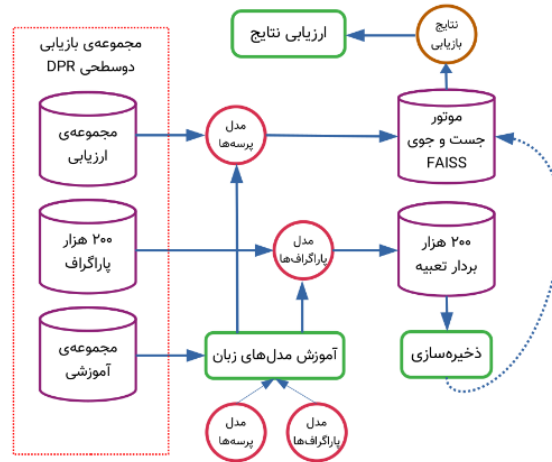 مجموعه‌ی بازیابی
دوسطحی DPR
نتایج
بازیابی
ارزیابی نتایج
مجموعه‌ی
ارزیابی
مدل
پرسه‌ها
موتور
جست و جوی
FAISS
۲۰۰ هزار
پاراگراف
مدل
پاراگراف‌ها
۲۰۰ هزار
بردار تعبیه
مجموعه‌ی
آموزشی
آموزش مدل‌های زبان
ذخیره‌سازی
مدل
پرسه‌ها
مدل
پاراگراف‌ها